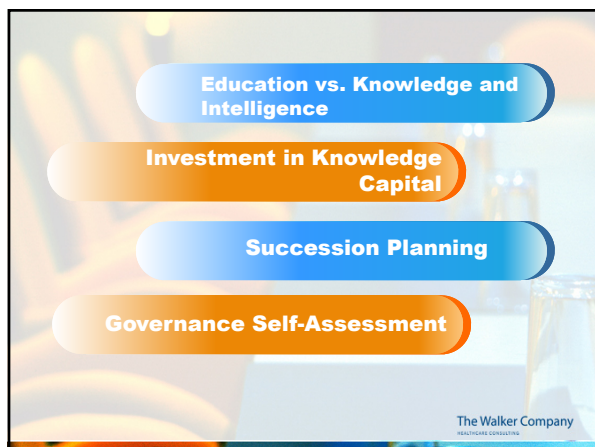 Education vs. Knowledge and
Intelligence
Investment in Knowledge
Capital
Succession Planning
Governance Self-Assessment
The Walker Company
HEALTHCARE CONSULTING